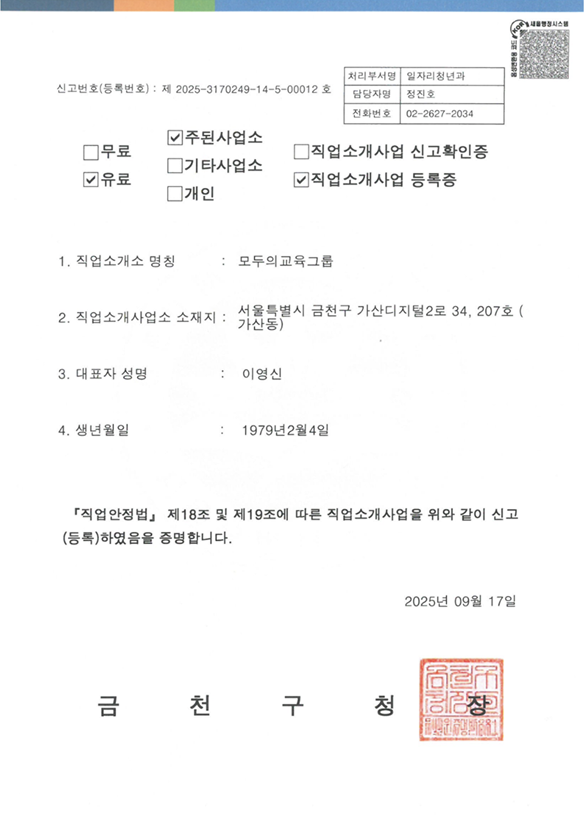 새올행정시스템
음성변환용 코드
신고번호(등록번호) : 제 2025-3170249-14-5-00012 호
처리부서명 일자리청년과
담당자명 정진호
전화번호 02-2627-2034
□무료
☑유료
☑주된사업소
□기타사업소
□개인
□직업소개사업 신고확인증
☑직업소개사업 등록증
1. 직업소개소 명칭 : 모두의교육그룹
2. 직업소개사업소 소재지 : 서울특별시 금천구 가산디지털2로 34, 207호 (
가산동)
3. 대표자 성명 : 이영신
4. 생년월일 : 1979년2월4일
『직업안정법』 제18조 및 제19조에 따른 직업소개사업을 위와 같이 신고
(등록)하였음을 증명합니다.
2025년 09월 17일
금 천 구 청 장